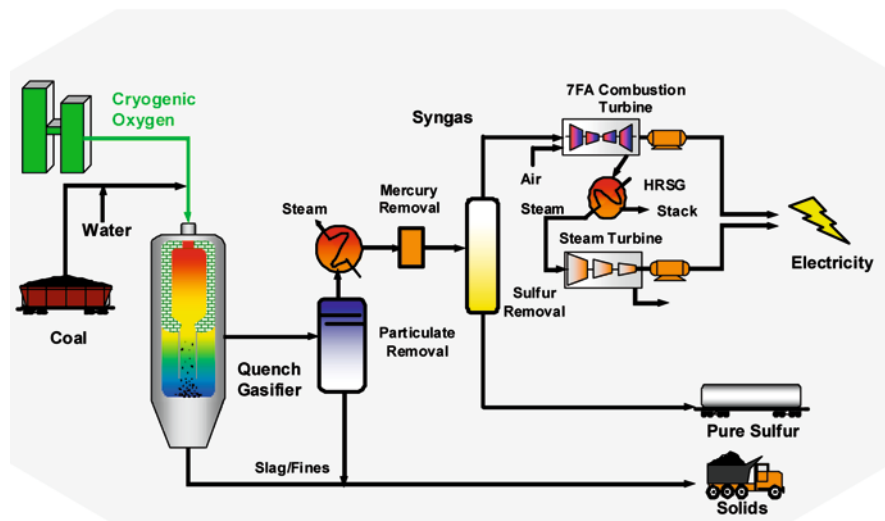 Cryogenic
Oxygen
Water
Coal
Quench
Gasifier
Slag/Fines
Steam
Particulate
Removal
Mercury
Removal
Syngas
7FA Combustion
Turbine
Air
HRSG
Steam
Stack
Steam Turbine
Sulfur
Removal
Electricity
Pure Sulfur
Solids